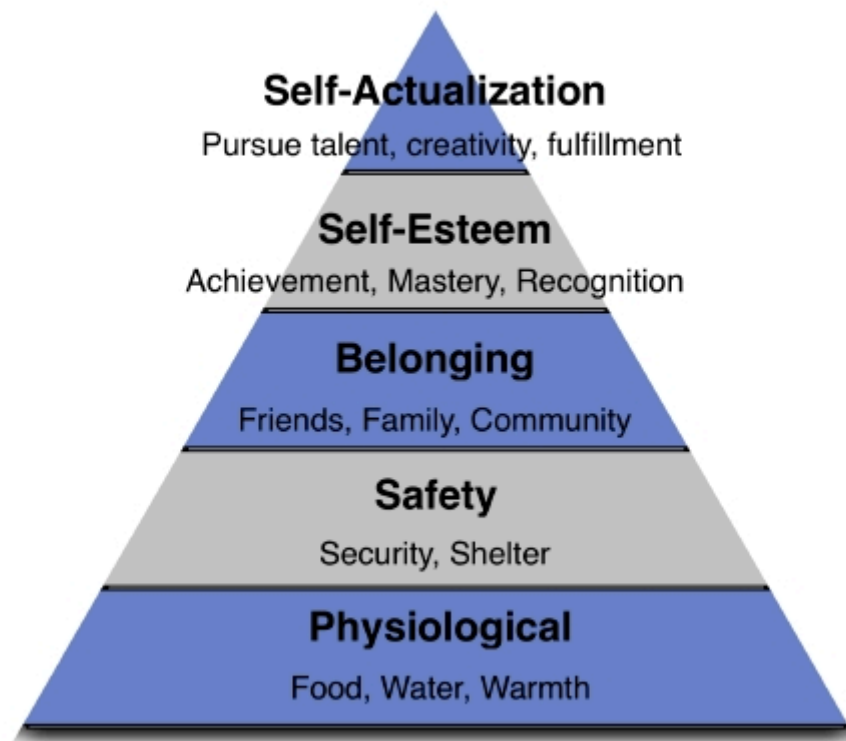 Self-Actualization
Pursue talent, creativity, fulfillment
Self-Esteem
Achievement, Mastery, Recognition
Belonging
Friends, Family, Community
Safety
Security, Shelter
Physiological
Food, Water, Warmth